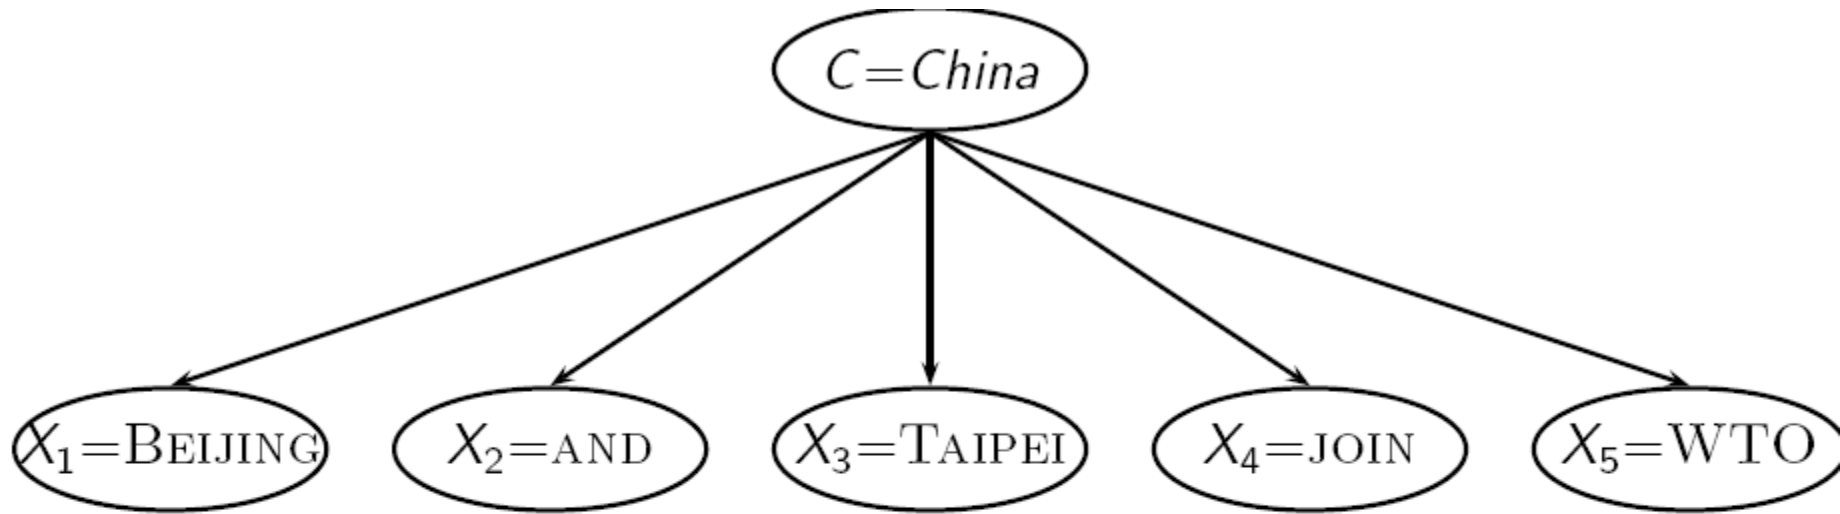 C=China
X₁=BEIJING X₂=AND X₃=TAIPEI X₄=JOIN X₅=WTO